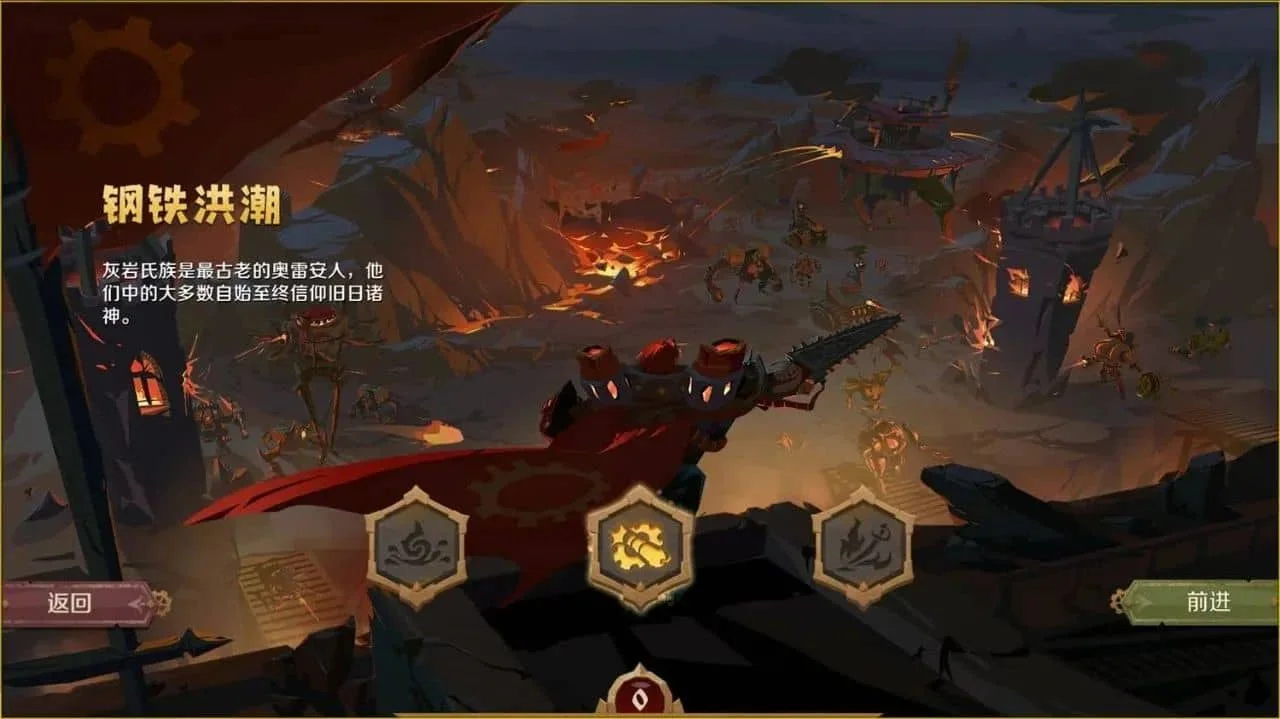 钢铁洪潮
灰岩氏族是最古老的奥雷安人，他
们中的大多数自始至终信仰旧日诸
神。
返回
前进
0